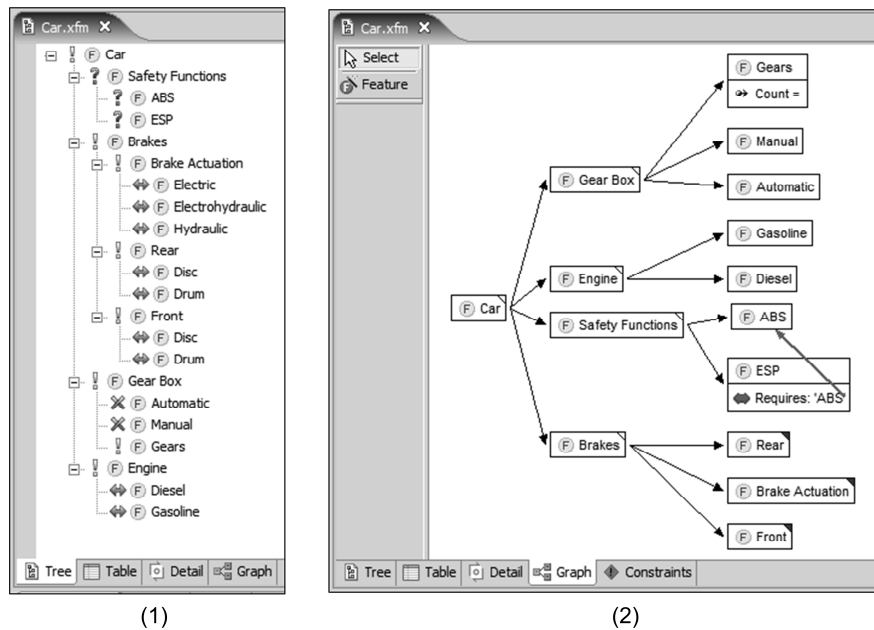 Car.xfm
F Car
F Safety Functions
F ABS
F ESP
F Brakes
F Brake Actuation
F Electric
F Electrohydraulic
F Hydraulic
F Rear
F Disc
F Drum
F Front
F Disc
F Drum
F Gear Box
F Automatic
F Manual
F Gears
F Engine
F Diesel
F Gasoline
Tree Table Detail Graph
(1)
Car.xfm
Select
Feature
F Gears
Count =
F Manual
F Gear Box
F Automatic
F Gasoline
F Engine
F Diesel
F Car
F Safety Functions
F ABS
F ESP
Requires: 'ABS'
F Brakes
F Rear
F Brake Actuation
F Front
Tree Table Detail Graph Constraints
(2)